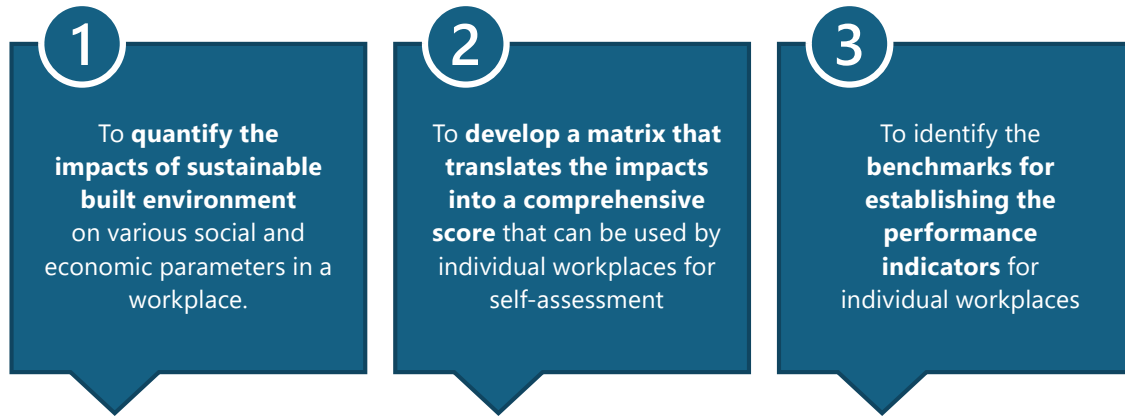 1
To quantify the
impacts of sustainable
built environment
on various social and
economic parameters in a
workplace.
2
To develop a matrix that
translates the impacts
into a comprehensive
score that can be used by
individual workplaces for
self-assessment
3
To identify the
benchmarks for
establishing the
performance
indicators for
individual workplaces